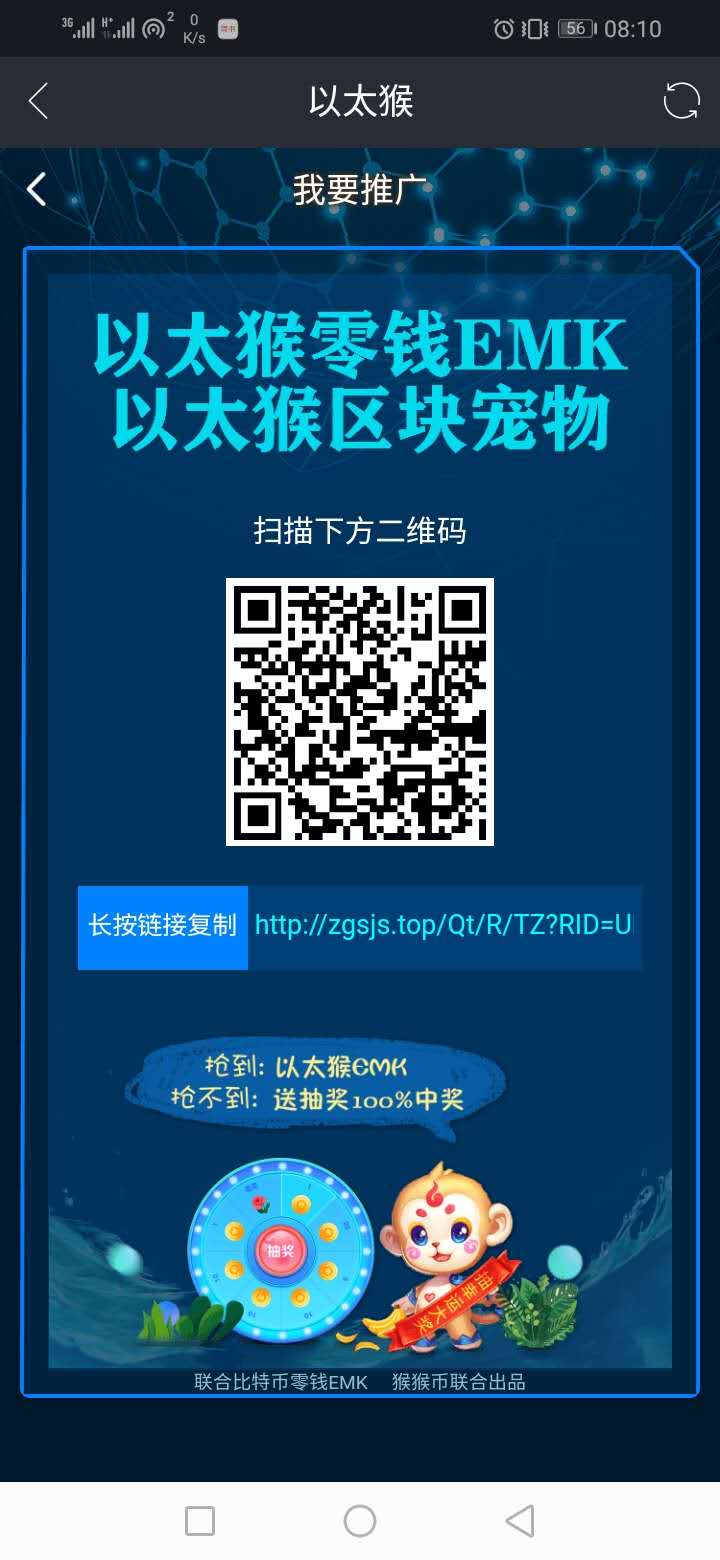 3G H+ 2 0 K/s 56 08:10
以太猴
我要推广
以太猴零钱EMK
以太猴区块宠物
扫描下方二维码
长按链接复制 http://zgsjs.top/Qt/R/TZ?RID=U
抢到: 以太猴EMK
抢不到: 送抽奖100%中奖
抽奖
抽幸运大奖
联合比特币零钱EMK 猴猴币联合出品